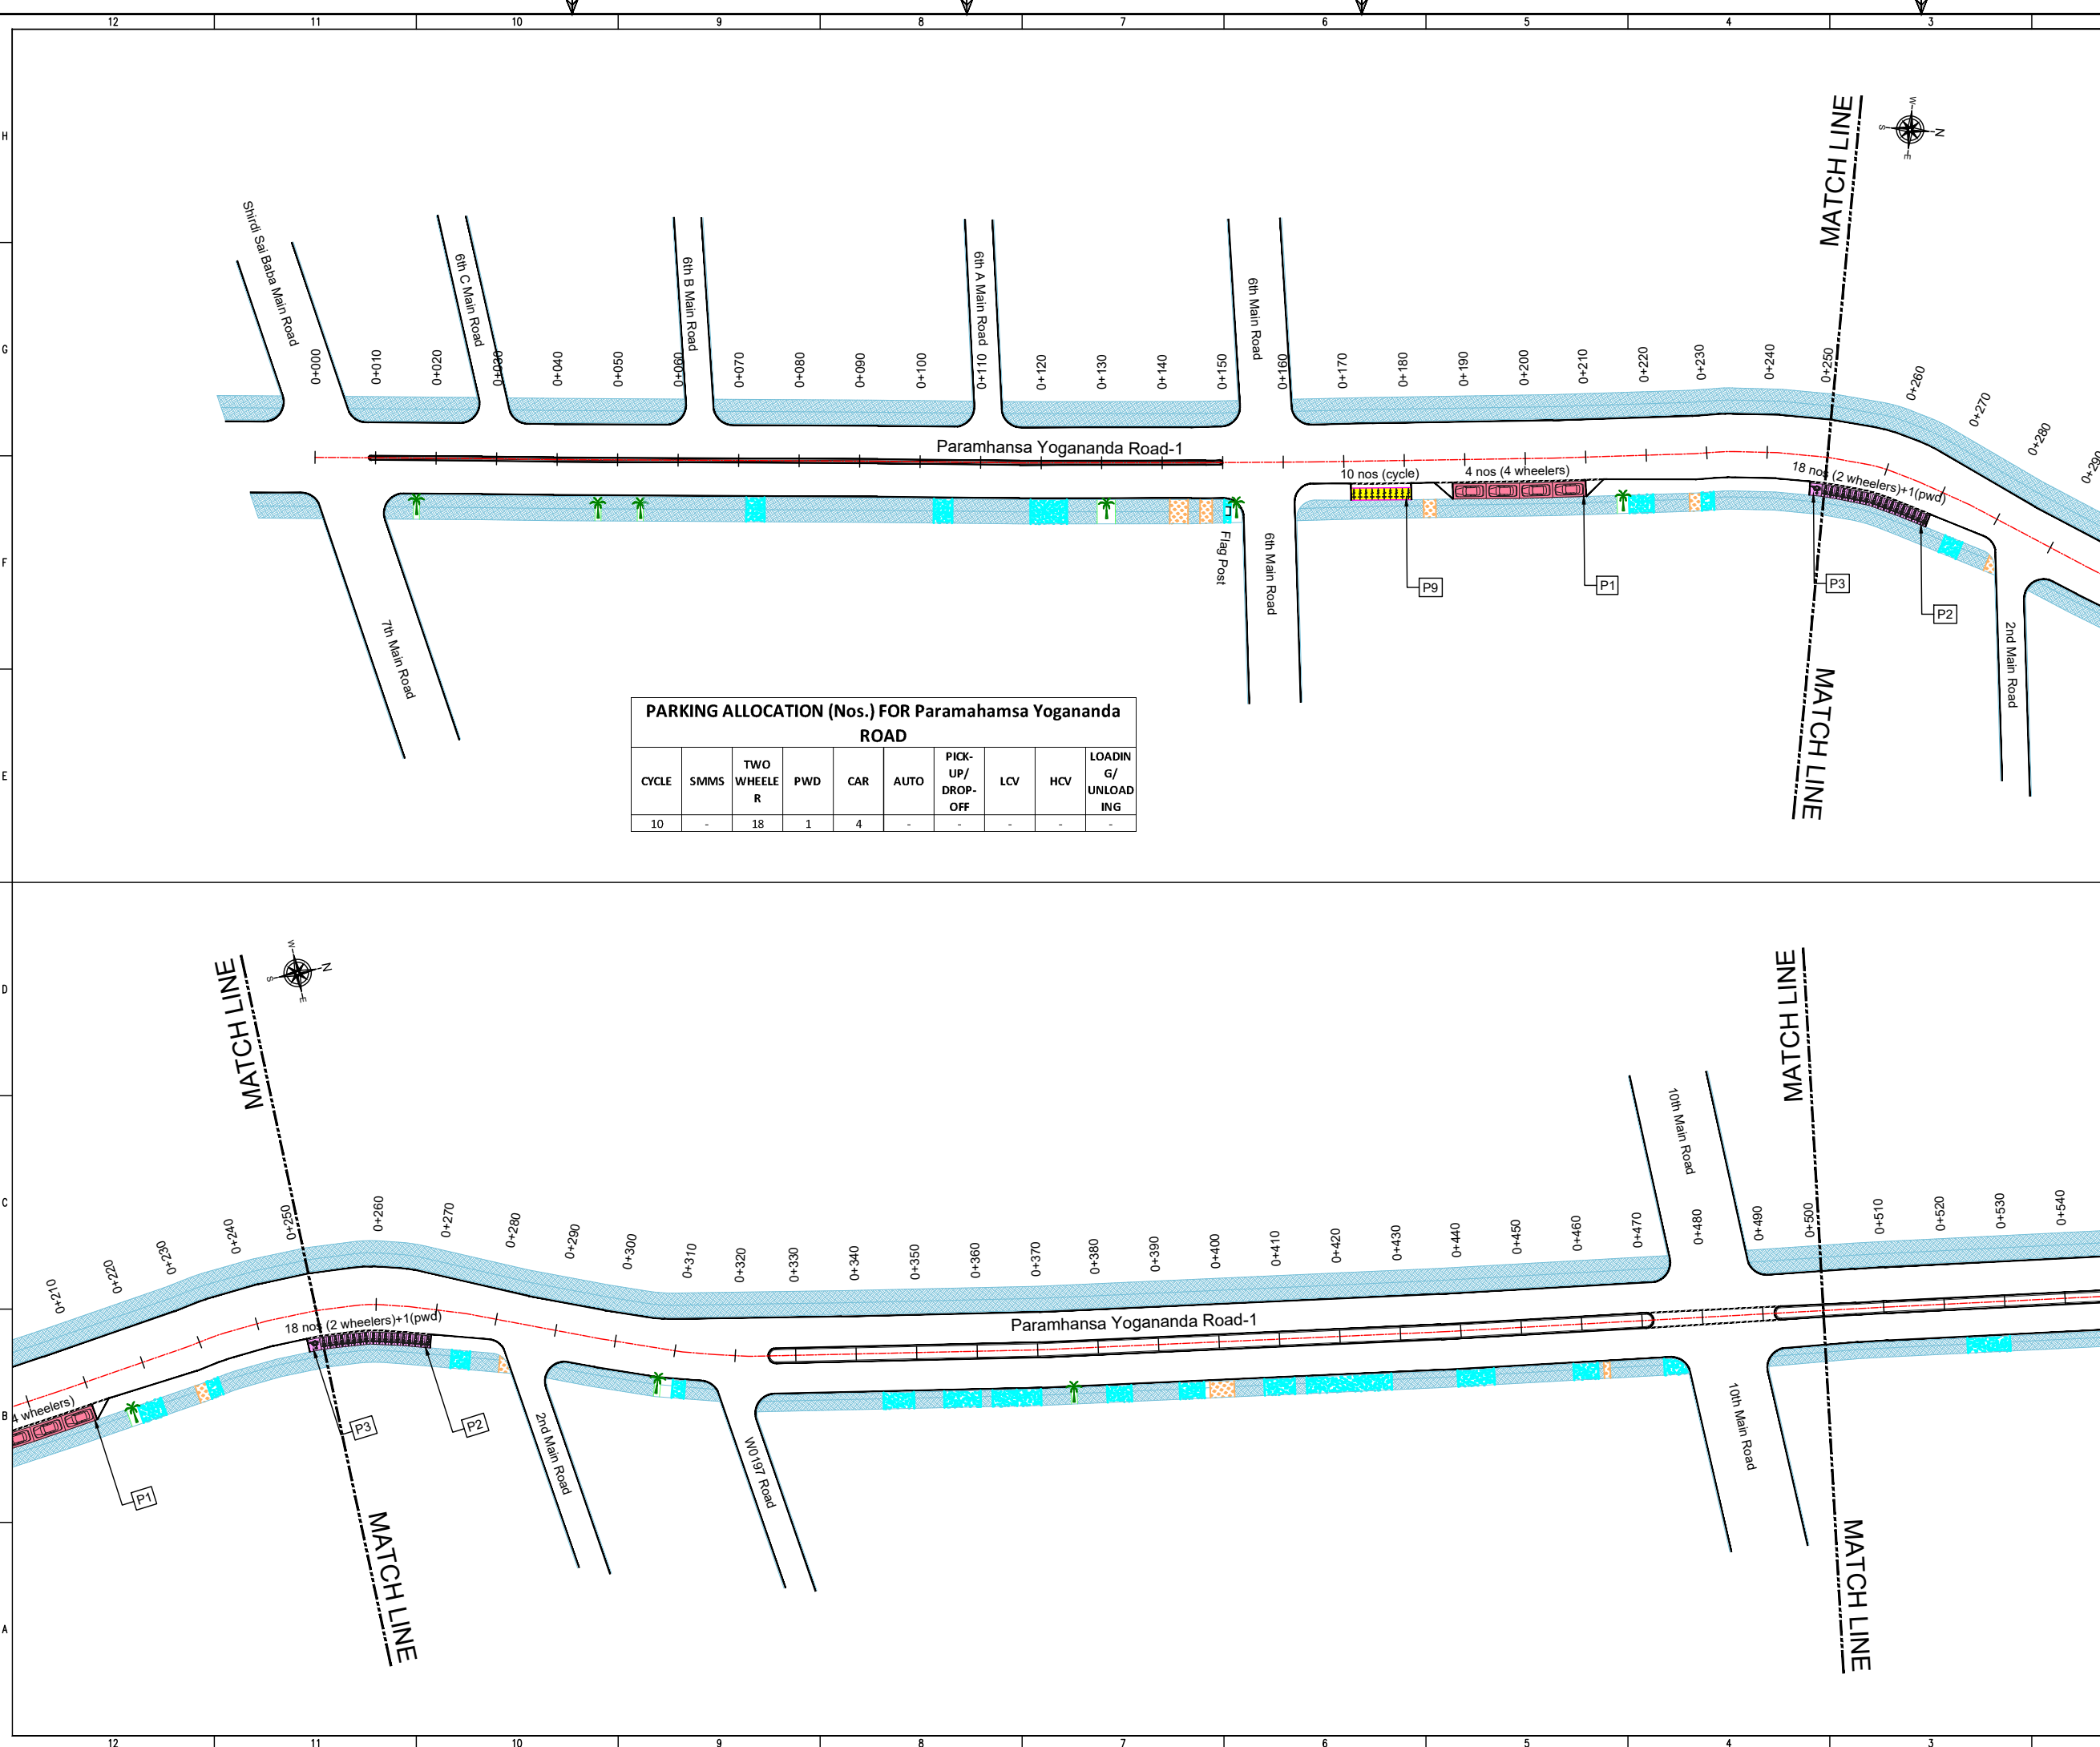 12 11 10 9 8 7 6 5 4 3
H
G
F
E
D
C
B
A
MATCH LINE
W
N
S
E
Shirdi Sai Baba Main Road
6th C Main Road
6th B Main Road
6th A Main Road
6th Main Road
0+000 0+010 0+020 0+030 0+040 0+050 0+060 0+070 0+080 0+090 0+100 0+110 0+120 0+130 0+140 0+150 0+160 0+170 0+180 0+190 0+200 0+210 0+220 0+230 0+240 0+250 0+260 0+270 0+280 0+290
Paramhansa Yogananda Road-1
10 nos (cycle)
4 nos (4 wheelers)
18 nos (2 wheelers)+1(pwd)
Flag Post
P9
P1
P3
P2
7th Main Road
6th Main Road
2nd Main Road
MATCH LINE
PARKING ALLOCATION (Nos.) FOR Paramahamsa Yogananda
ROAD
CYCLE
SMMS
TWO
WHEELE
R
PWD
CAR
AUTO
PICK-
UP/
DROP-
OFF
LCV
HCV
LOADIN
G/
UNLOAD
ING
10 - 18 1 4 - - - - -
MATCH LINE
W
N
S
E
MATCH LINE
10th Main Road
0+210 0+220 0+230 0+240 0+250 0+260 0+270 0+280 0+290 0+300 0+310 0+320 0+330 0+340 0+350 0+360 0+370 0+380 0+390 0+400 0+410 0+420 0+430 0+440 0+450 0+460 0+470 0+480 0+490 0+500 0+510 0+520 0+530 0+540
18 nos (2 wheelers)+1(pwd)
Paramhansa Yogananda Road-1
4 wheelers)
P1
P3
P2
2nd Main Road
W0197 Road
10th Main Road
MATCH LINE
MATCH LINE
12 11 10 9 8 7 6 5 4 3